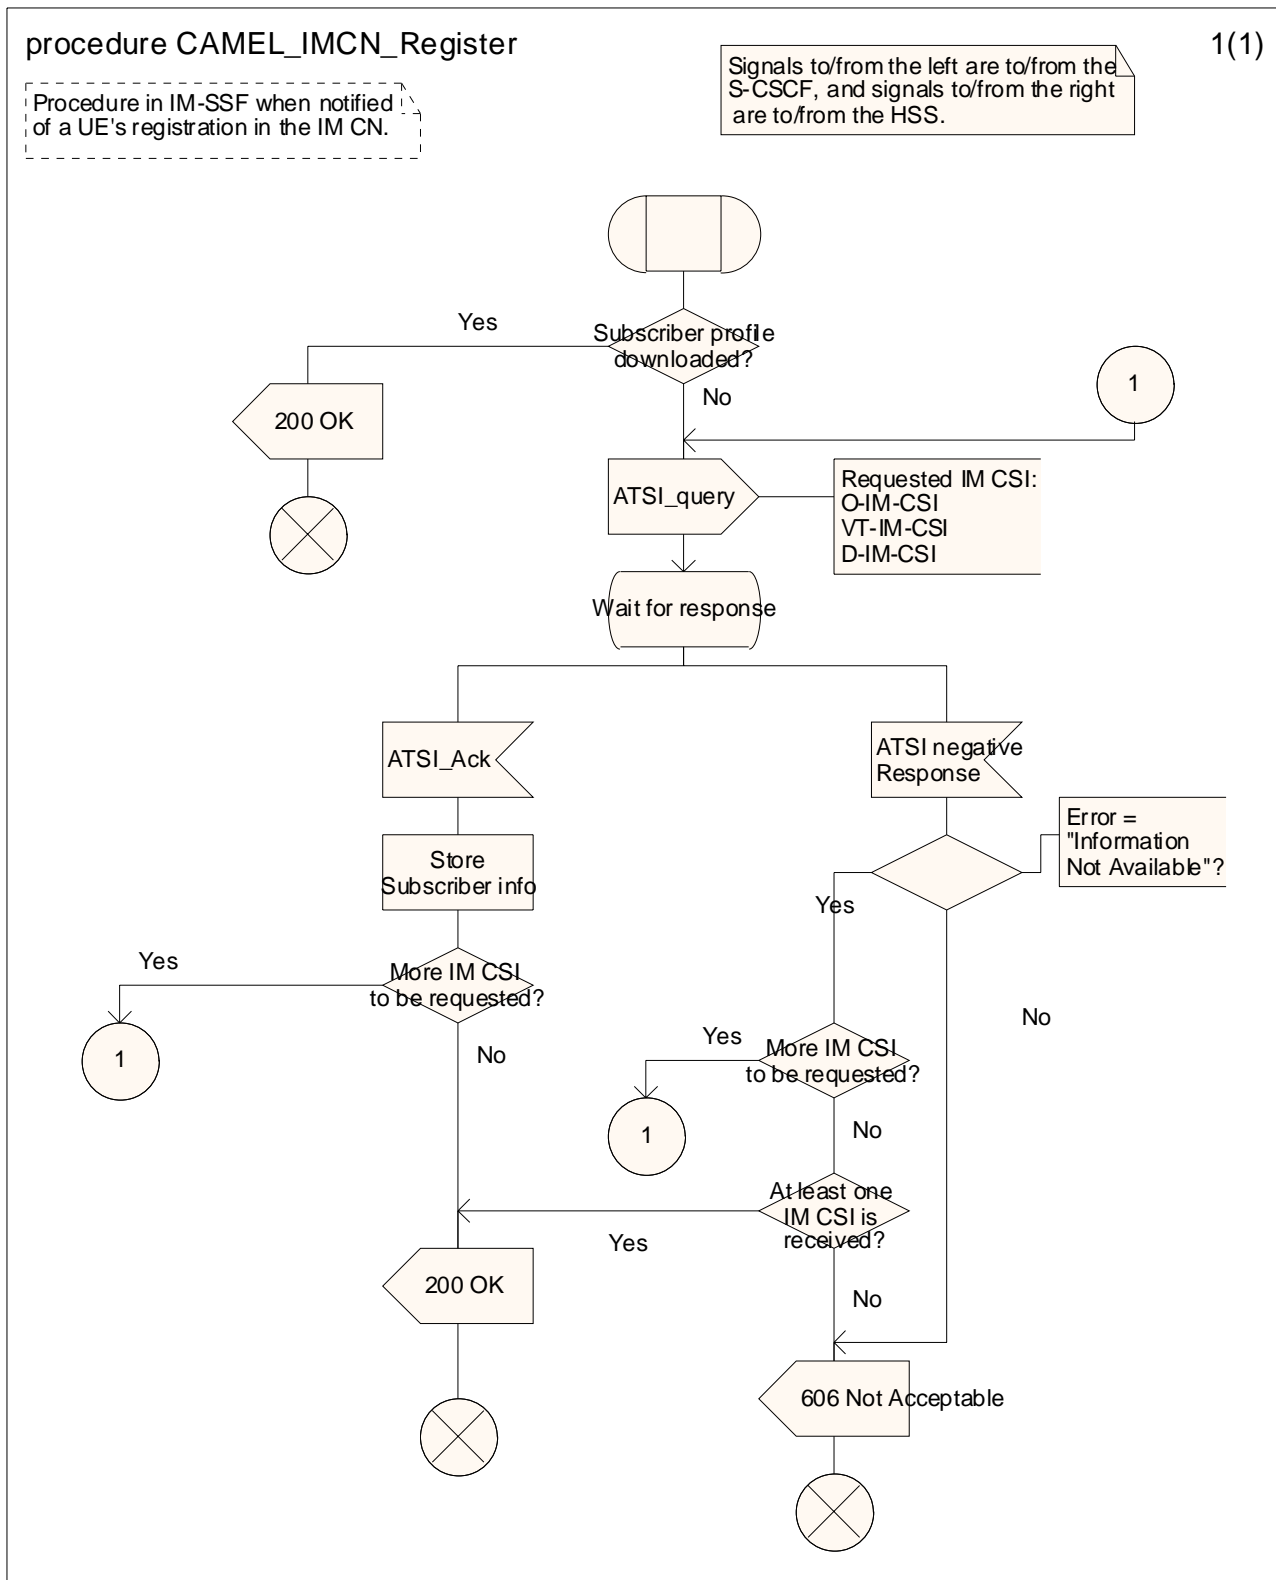 procedure CAMEL_IMCN_Register
1(1)
Procedure in IM-SSF when notified
of a UE's registration in the IM CN.
Signals to/from the left are to/from the
S-CSCF, and signals to/from the right
are to/from the HSS.
Subscriber profile
downloaded?
Yes
No
1
200 OK
ATSI_query
Requested IM CSI:
O-IM-CSI
VT-IM-CSI
D-IM-CSI
Wait for response
ATSI_Ack
ATSI negative
Response
Error =
"Information
Not Available"?
Store
Subscriber info
Yes
More IM CSI
to be requested?
Yes
No
1
No
More IM CSI
to be requested?
Yes
1
No
At least one
IM CSI is
received?
Yes
No
200 OK
606 Not Acceptable